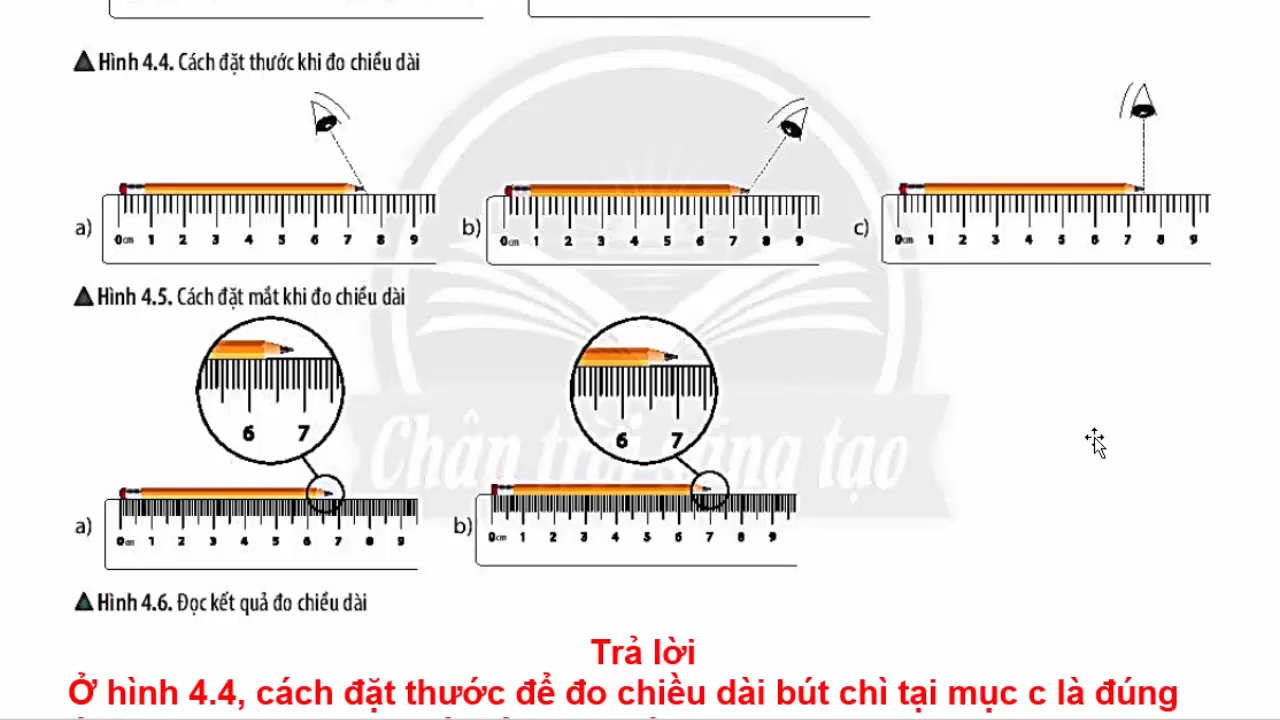 Hình 4.4. Cách đặt thước khi đo chiều dài
a) 0cm 1 2 3 4 5 6 7 8 9
b) 0cm 1 2 3 4 5 6 7 8 9
c) 0cm 1 2 3 4 5 6 7 8 9
Hình 4.5. Cách đặt mắt khi đo chiều dài
6 7
6 7
Chân trời sáng tạo
a) 0cm 1 2 3 4 5 6 7 8 9
b) 0cm 1 2 3 4 5 6 7 8 9
Hình 4.6. Đọc kết quả đo chiều dài
Trả lời
Ở hình 4.4, cách đặt thước để đo chiều dài bút chì tại mục c là đúng